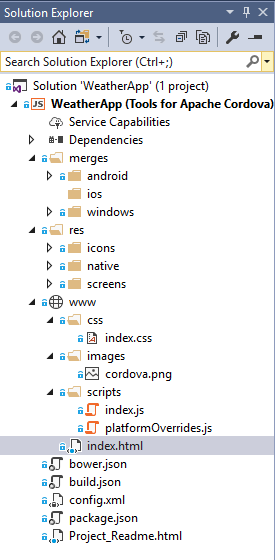 Solution Explorer
Search Solution Explorer (Ctrl+;)
Solution 'WeatherApp' (1 project)
JS WeatherApp (Tools for Apache Cordova)
Service Capabilities
Dependencies
merges
android
ios
windows
res
icons
native
screens
www
css
index.css
images
cordova.png
scripts
index.js
platformOverrides.js
index.html
bower.json
build.json
config.xml
package.json
Project_Readme.html